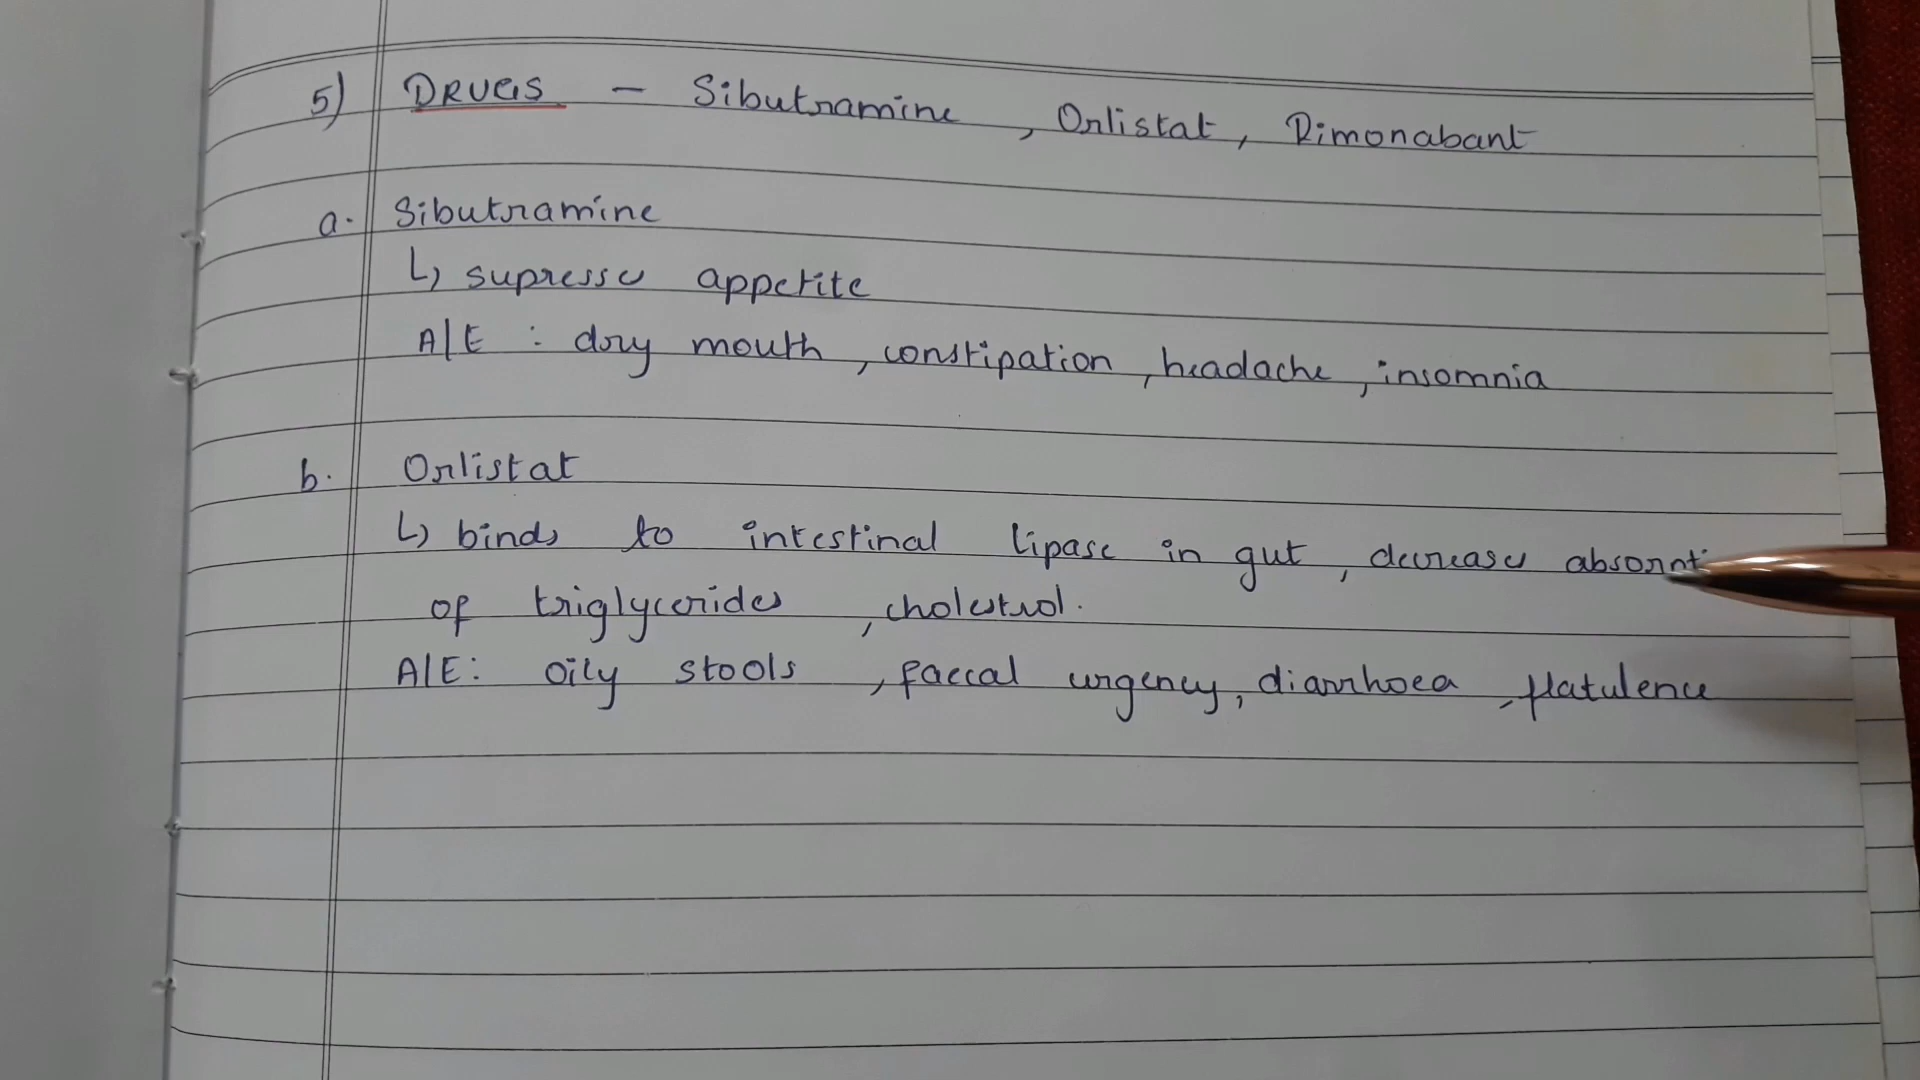 5) DRUGS - Sibutramine, Orlistat, Rimonabant
a. Sibutramine
↳ supresses appetite
A/E : dry mouth, constipation, headache, insomnia
b. Orlistat
↳ binds to intestinal lipase in gut, decreases
of triglycerides, cholestrol.
A/E: oily stools, faecal urgency, diarrhoea, flatulence